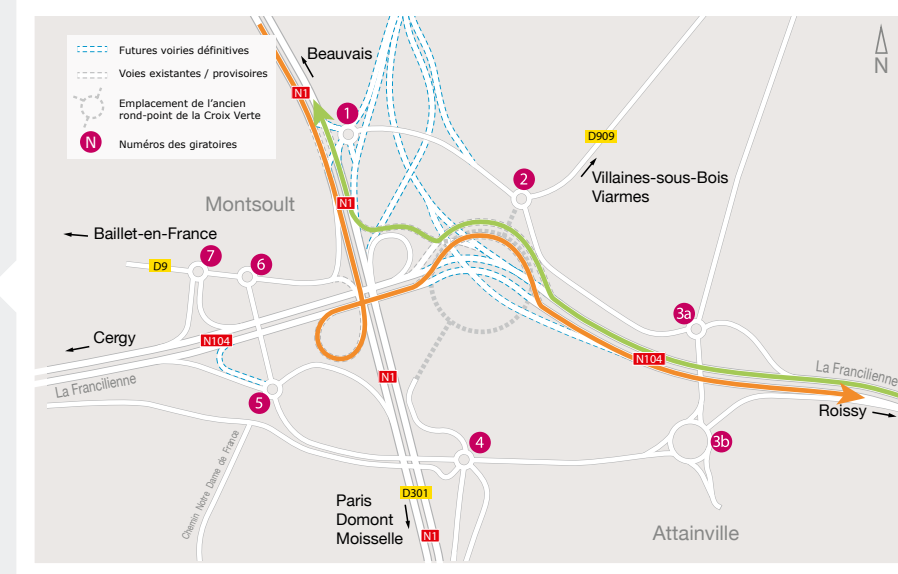 Futures voiries définitives
Voies existantes / provisoires
Emplacement de l'ancien
rond-point de la Croix Verte
N
Numéros des giratoires
Beauvais
N
N1
1
D909
2
Villaines-sous-Bois
Viarmes
Montsoult
N1
Baillet-en-France
7
6
D9
3a
Cergy
N104
N104
La Francilienne
La Francilienne
N1
5
Roissy
4
3b
Chemin Notre Dame de France
D301
Paris
Domont
Moisselle
N1
Attainville